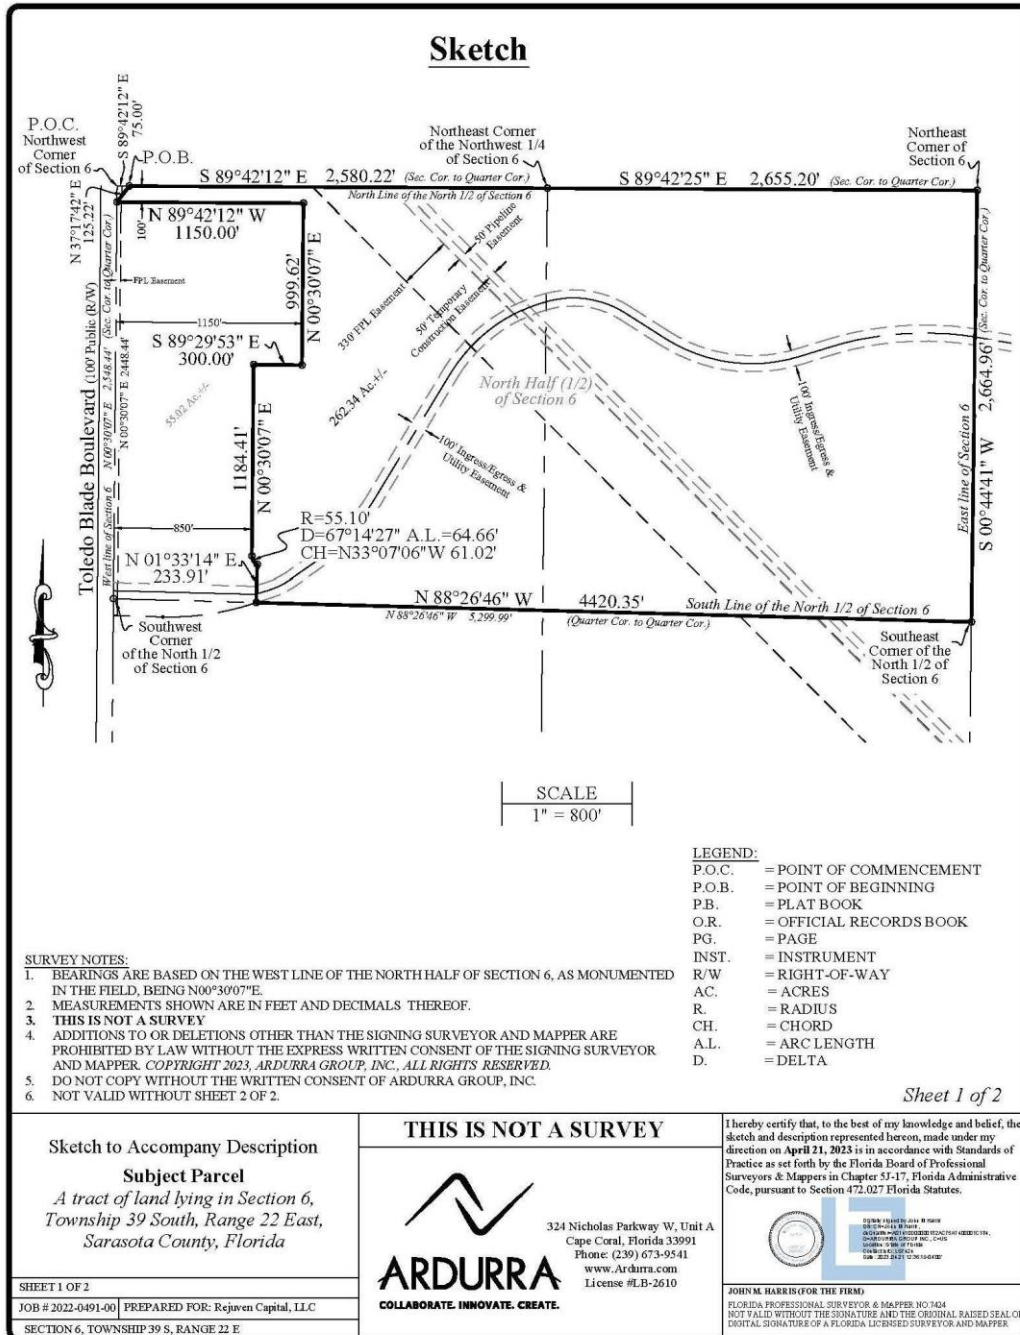 Sketch
P.O.C.
Northwest
Corner
of Section 6
S 89°42'12" E
75.00'
P.O.B.
Northeast Corner
of the Northwest 1/4
of Section 6
Northeast
Corner of
Section 6
S 89°42'12" E 2,580.22' (Sec. Cor. to Quarter Cor.)
S 89°42'25" E 2,655.20' (Sec. Cor. to Quarter Cor.)
North Line of the North 1/2 of Section 6
N 37°17'42" E
125.22'
N 89°42'12" W
1150.00'
100'
FPL Easement
1150'
999.62'
N 00°30'07" E
S 89°29'53" E
300.00'
55.02 Ac.+/-
1184.41'
N 00°30'07" E
330' FPL Easement
50' Pipeline
Easement
50' Temporary
Construction Easement
262.34 Ac.+/-
North Half (1/2)
of Section 6
100' Ingress/Egress &
Utility Easement
100' Ingress/Egress &
Utility Easement
Toledo Blade Boulevard (100' Public (R/W)
West line of Section 6 N 00°30'07" E 2,548.44' (Sec. Cor. to Quarter Cor.)
N 00°30'07" E 2448.44'
East line of Section 6
S 00°44'41" W 2,664.96' (Sec. Cor. to Quarter Cor.)
850'
R=55.10'
D=67°14'27" A.L.=64.66'
CH=N33°07'06"W 61.02'
N 01°33'14" E
233.91'
N 88°26'46" W 4420.35'
South Line of the North 1/2 of Section 6
N 88°26'46" W 5,299.99' (Quarter Cor. to Quarter Cor.)
Southwest
Corner
of the North 1/2
of Section 6
Southeast
Corner of the
North 1/2 of
Section 6
SCALE
1" = 800'
LEGEND:
P.O.C. = POINT OF COMMENCEMENT
P.O.B. = POINT OF BEGINNING
P.B. = PLAT BOOK
O.R. = OFFICIAL RECORDS BOOK
PG. = PAGE
INST. = INSTRUMENT
R/W = RIGHT-OF-WAY
AC. = ACRES
R. = RADIUS
CH. = CHORD
A.L. = ARC LENGTH
D. = DELTA
SURVEY NOTES:
1. BEARINGS ARE BASED ON THE WEST LINE OF THE NORTH HALF OF SECTION 6, AS MONUMENTED
IN THE FIELD, BEING N00°30'07"E.
2. MEASUREMENTS SHOWN ARE IN FEET AND DECIMALS THEREOF.
3. THIS IS NOT A SURVEY
4. ADDITIONS TO OR DELETIONS OTHER THAN THE SIGNING SURVEYOR AND MAPPER ARE
PROHIBITED BY LAW WITHOUT THE EXPRESS WRITTEN CONSENT OF THE SIGNING SURVEYOR
AND MAPPER. COPYRIGHT 2023, ARDURRA GROUP, INC., ALL RIGHTS RESERVED.
5. DO NOT COPY WITHOUT THE WRITTEN CONSENT OF ARDURRA GROUP, INC.
6. NOT VALID WITHOUT SHEET 2 OF 2.
Sheet 1 of 2
Sketch to Accompany Description
Subject Parcel
A tract of land lying in Section 6,
Township 39 South, Range 22 East,
Sarasota County, Florida
SHEET 1 OF 2
JOB # 2022-0491-00 PREPARED FOR: Rejuven Capital, LLC
SECTION 6, TOWNSHIP 39 S, RANGE 22 E
THIS IS NOT A SURVEY
ARDURRA
COLLABORATE. INNOVATE. CREATE.
324 Nicholas Parkway W, Unit A
Cape Coral, Florida 33991
Phone: (239) 673-9541
www.Ardurra.com
License #LB-2610
I hereby certify that, to the best of my knowledge and belief, the
sketch and description represented hereon, made under my
direction on April 21, 2023 is in accordance with Standards of
Practice as set forth by the Florida Board of Professional
Surveyors & Mappers in Chapter 5J-17, Florida Administrative
Code, pursuant to Section 472.027 Florida Statutes.
Digitally signed by John M Harris
JOHN M. HARRIS (FOR THE FIRM)
FLORIDA PROFESSIONAL SURVEYOR & MAPPER NO.7424
NOT VALID WITHOUT THE SIGNATURE AND THE ORIGINAL RAISED SEAL OR
DIGITAL SIGNATURE OF A FLORIDA LICENSED SURVEYOR AND MAPPER